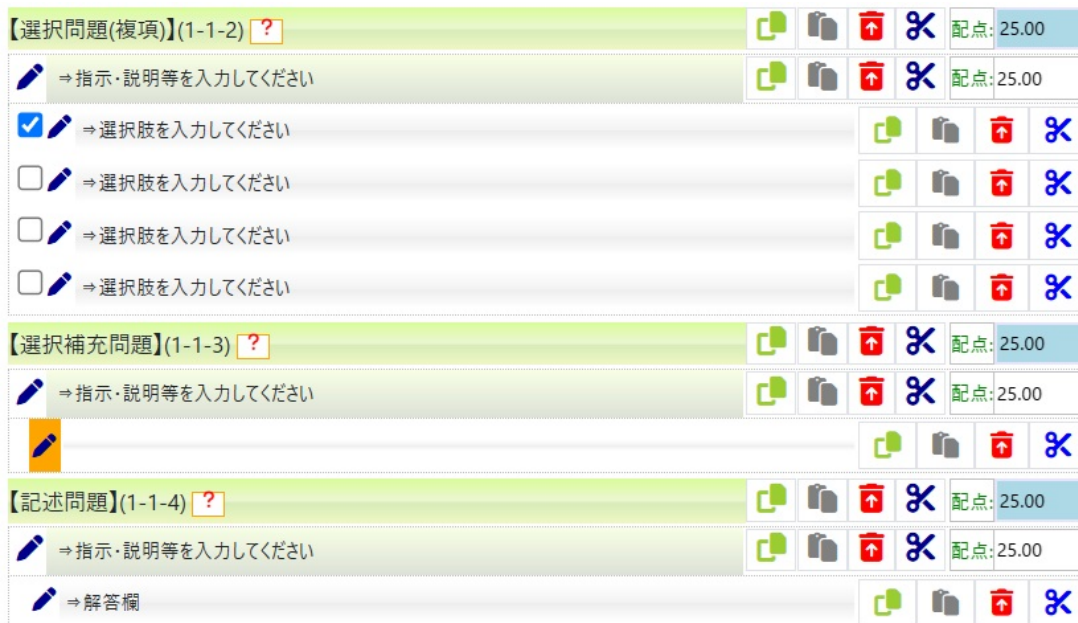 【選択問題(複項)】(1-1-2) ? 配点: 25.00
⇒指示・説明等を入力してください 配点: 25.00
⇒選択肢を入力してください
⇒選択肢を入力してください
⇒選択肢を入力してください
⇒選択肢を入力してください
【選択補充問題】(1-1-3) ? 配点: 25.00
⇒指示・説明等を入力してください 配点: 25.00
【記述問題】(1-1-4) ? 配点: 25.00
⇒指示・説明等を入力してください 配点: 25.00
⇒解答欄